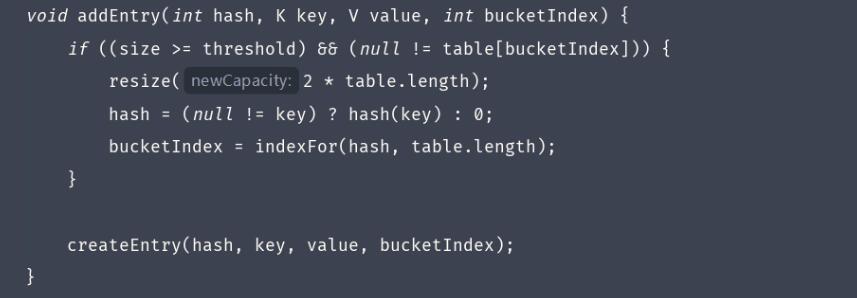 void addEntry(int hash, K key, V value, int bucketIndex) {
    if ((size >= threshold) && (null != table[bucketIndex])) {
        resize( newCapacity: 2 * table.length);
        hash = (null != key) ? hash(key) : 0;
        bucketIndex = indexFor(hash, table.length);
    }

    createEntry(hash, key, value, bucketIndex);
}